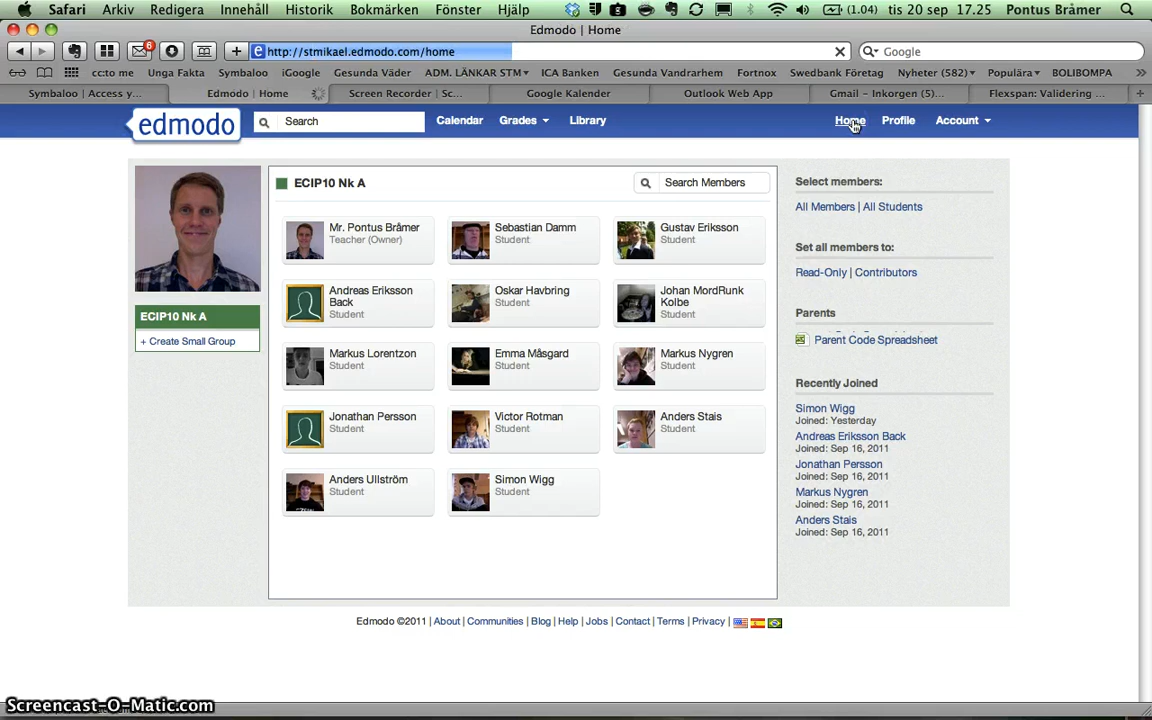 Safari Arkiv Redigera Innehåll Historik Bokmärken Fönster Hjälp (1.04) tis 20 sep 17.25 Pontus Bråmer
Edmodo | Home
6 http://stmikael.edmodo.com/home Google
cc:to me Unga Fakta Symbaloo iGoogle Gesunda Väder ADM. LÄNKAR STM ICA Banken Gesunda Vandrarhem Fortnox Swedbank Företag Nyheter (582) Populära BOLIBOMPA
Symbaloo | Access y... Edmodo | Home Screen Recorder | Sc... Google Kalender Outlook Web App Gmail – Inkorgen (5)... Flexspan: Validering ...
edmodo Search Calendar Grades Library Home Profile Account
ECIP10 Nk A Search Members
Mr. Pontus Bråmer
Teacher (Owner)
Sebastian Damm
Student
Gustav Eriksson
Student
Andreas Eriksson
Back
Student
Oskar Havbring
Student
Johan MordRunk
Kolbe
Student
Markus Lorentzon
Student
Emma Måsgard
Student
Markus Nygren
Student
Jonathan Persson
Student
Victor Rotman
Student
Anders Stais
Student
Anders Ullström
Student
Simon Wigg
Student
ECIP10 Nk A
+ Create Small Group
Select members:
All Members | All Students
Set all members to:
Read-Only | Contributors
Parents
Parent Code Spreadsheet
Recently Joined
Simon Wigg
Joined: Yesterday
Andreas Eriksson Back
Joined: Sep 16, 2011
Jonathan Persson
Joined: Sep 16, 2011
Markus Nygren
Joined: Sep 16, 2011
Anders Stais
Joined: Sep 16, 2011
Edmodo ©2011 | About | Communities | Blog | Help | Jobs | Contact | Terms | Privacy |
Screencast-O-Matic.com